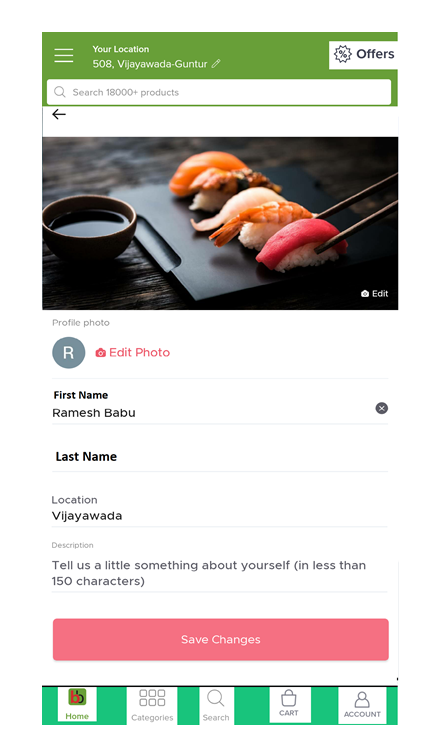 Your Location
508, Vijayawada-Guntur
Offers
Search 18000+ products
Edit
Profile photo
R
Edit Photo
First Name
Ramesh Babu
Last Name
Location
Vijayawada
Description
Tell us a little something about yourself (in less than
150 characters)
Save Changes
bb
Home
Categories
Search
CART
ACCOUNT